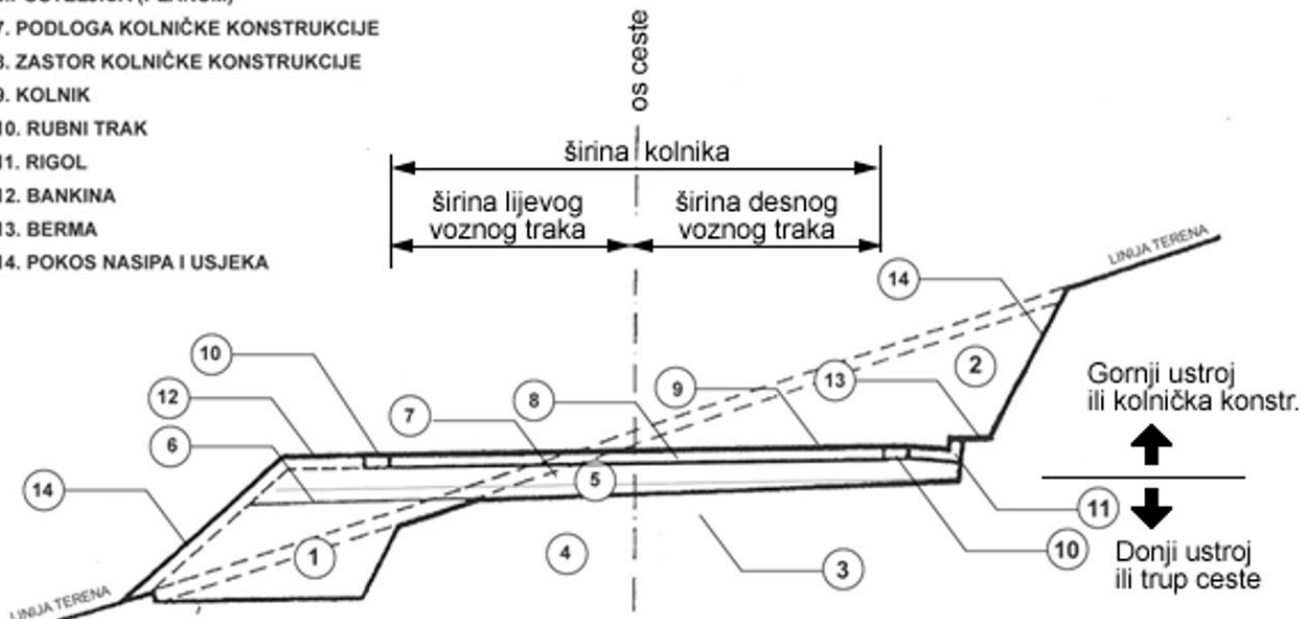 7. PODLOGA KOLNIČKE KONSTRUKCIJE
8. ZASTOR KOLNIČKE KONSTRUKCIJE
9. KOLNIK
10. RUBNI TRAK
11. RIGOL
12. BANKINA
13. BERMA
14. POKOS NASIPA I USJEKA
os ceste
širina kolnika
širina lijevog
voznog traka
širina desnog
voznog traka
LINIJA TERENA
14
2
10
9
13
Gornji ustroj
ili kolnička konstr.
12
7
8
6
5
14
11
1
4
3
10
Donji ustroj
ili trup ceste
LINIJA TERENA